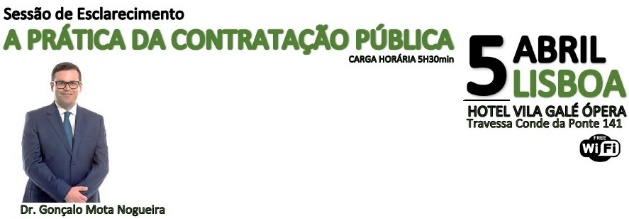 Sessão de Esclarecimento
A PRÁTICA DA CONTRATAÇÃO PÚBLICA
CARGA HORÁRIA 5H30min
5 ABRIL
LISBOA
HOTEL VILA GALÉ ÓPERA
Travessa Conde da Ponte 141
FREE
WiFi
Dr. Gonçalo Mota Nogueira